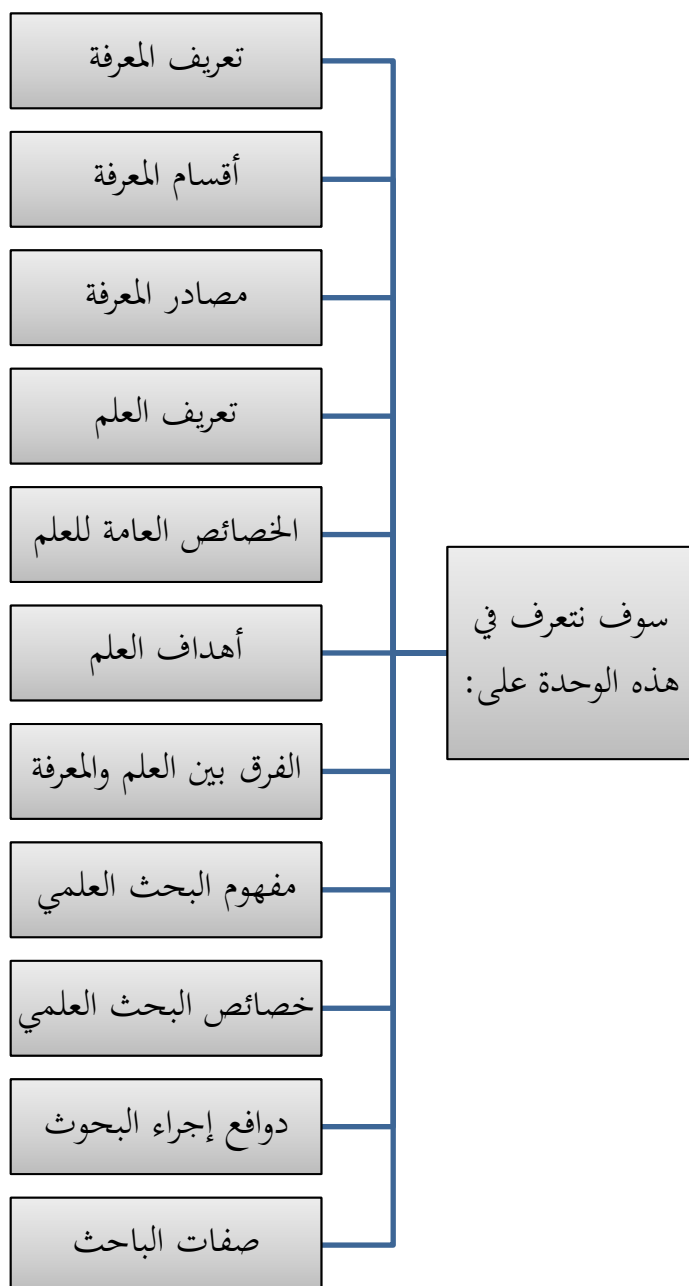 سوف نتعرف في
هذه الوحدة على:
تعريف المعرفة
أقسام المعرفة
مصادر المعرفة
تعريف العلم
الخصائص العامة للعلم
أهداف العلم
الفرق بين العلم والمعرفة
مفهوم البحث العلمي
خصائص البحث العلمي
دوافع إجراء البحوث
صفات الباحث